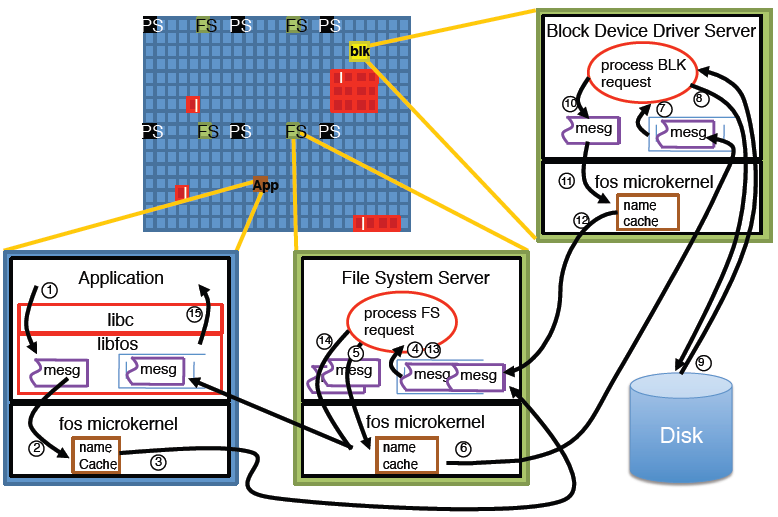 PS FS PS FS PS
blk
PS FS PS FS PS
App
Block Device Driver Server
process BLK
request
⑩ ⑦ ⑧
mesg mesg
⑪ fos microkernel
⑫ name
cache
Application
① ⑮
libc
libfos
mesg mesg
fos microkernel
② name
Cache ③
File System Server
process FS
request
⑭ ⑤ ④ ⑬
mesg mesg mesg
fos microkernel
name
cache ⑥
⑨
Disk